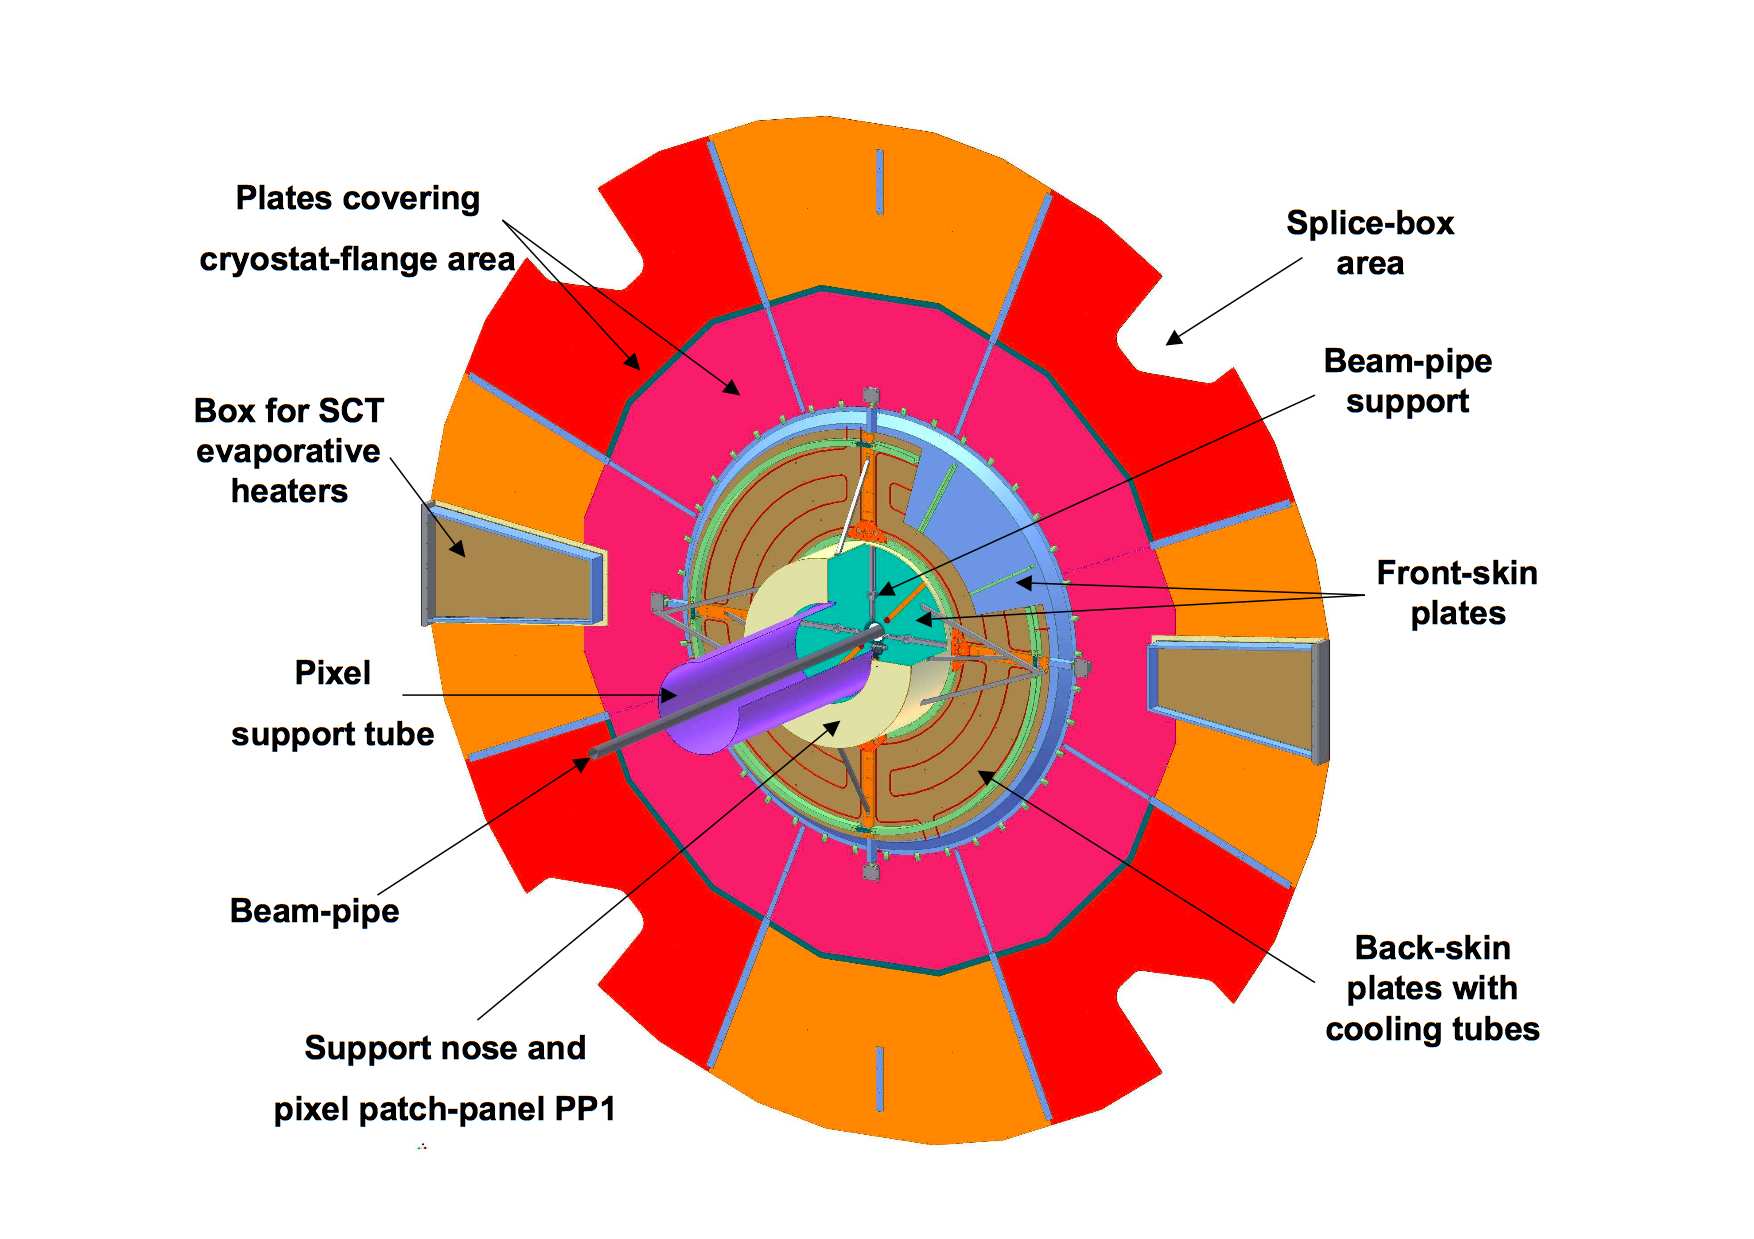 Plates covering
cryostat-flange area
Splice-box
area
Beam-pipe
support
Box for SCT
evaporative
heaters
Front-skin
plates
Pixel
support tube
Beam-pipe
Back-skin
plates with
cooling tubes
Support nose and
pixel patch-panel PP1